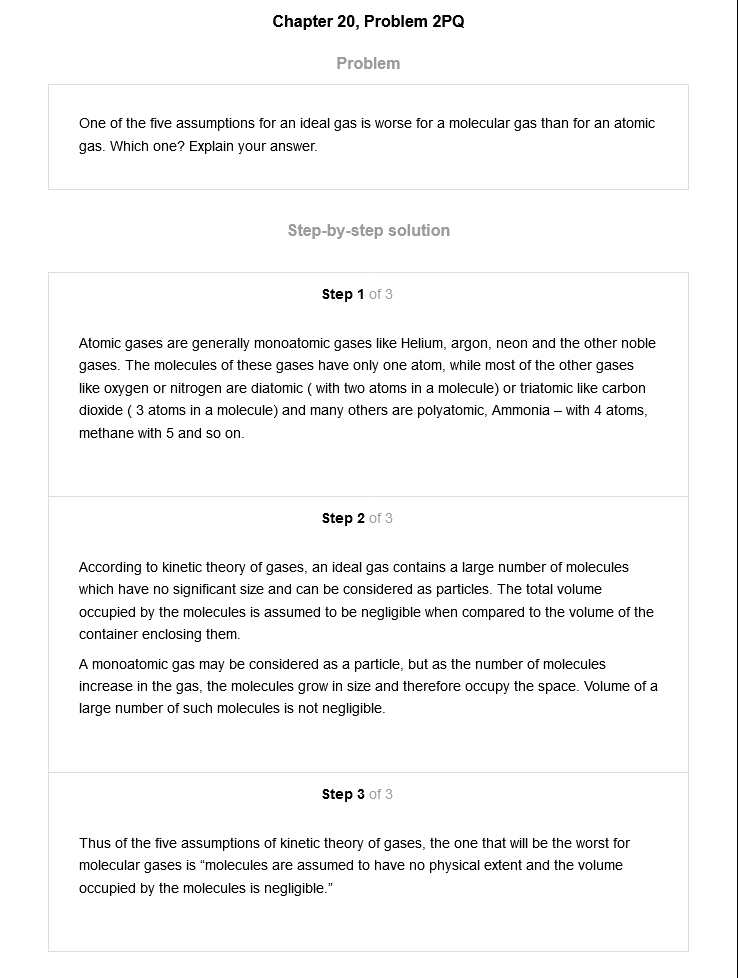 Chapter 20, Problem 2PQ
Problem
One of the five assumptions for an ideal gas is worse for a molecular gas than for an atomic
gas. Which one? Explain your answer.
Step-by-step solution
Step 1 of 3
Atomic gases are generally monoatomic gases like Helium, argon, neon and the other noble
gases. The molecules of these gases have only one atom, while most of the other gases
like oxygen or nitrogen are diatomic ( with two atoms in a molecule) or triatomic like carbon
dioxide ( 3 atoms in a molecule) and many others are polyatomic, Ammonia – with 4 atoms,
methane with 5 and so on.
Step 2 of 3
According to kinetic theory of gases, an ideal gas contains a large number of molecules
which have no significant size and can be considered as particles. The total volume
occupied by the molecules is assumed to be negligible when compared to the volume of the
container enclosing them.
A monoatomic gas may be considered as a particle, but as the number of molecules
increase in the gas, the molecules grow in size and therefore occupy the space. Volume of a
large number of such molecules is not negligible.
Step 3 of 3
Thus of the five assumptions of kinetic theory of gases, the one that will be the worst for
molecular gases is “molecules are assumed to have no physical extent and the volume
occupied by the molecules is negligible.”